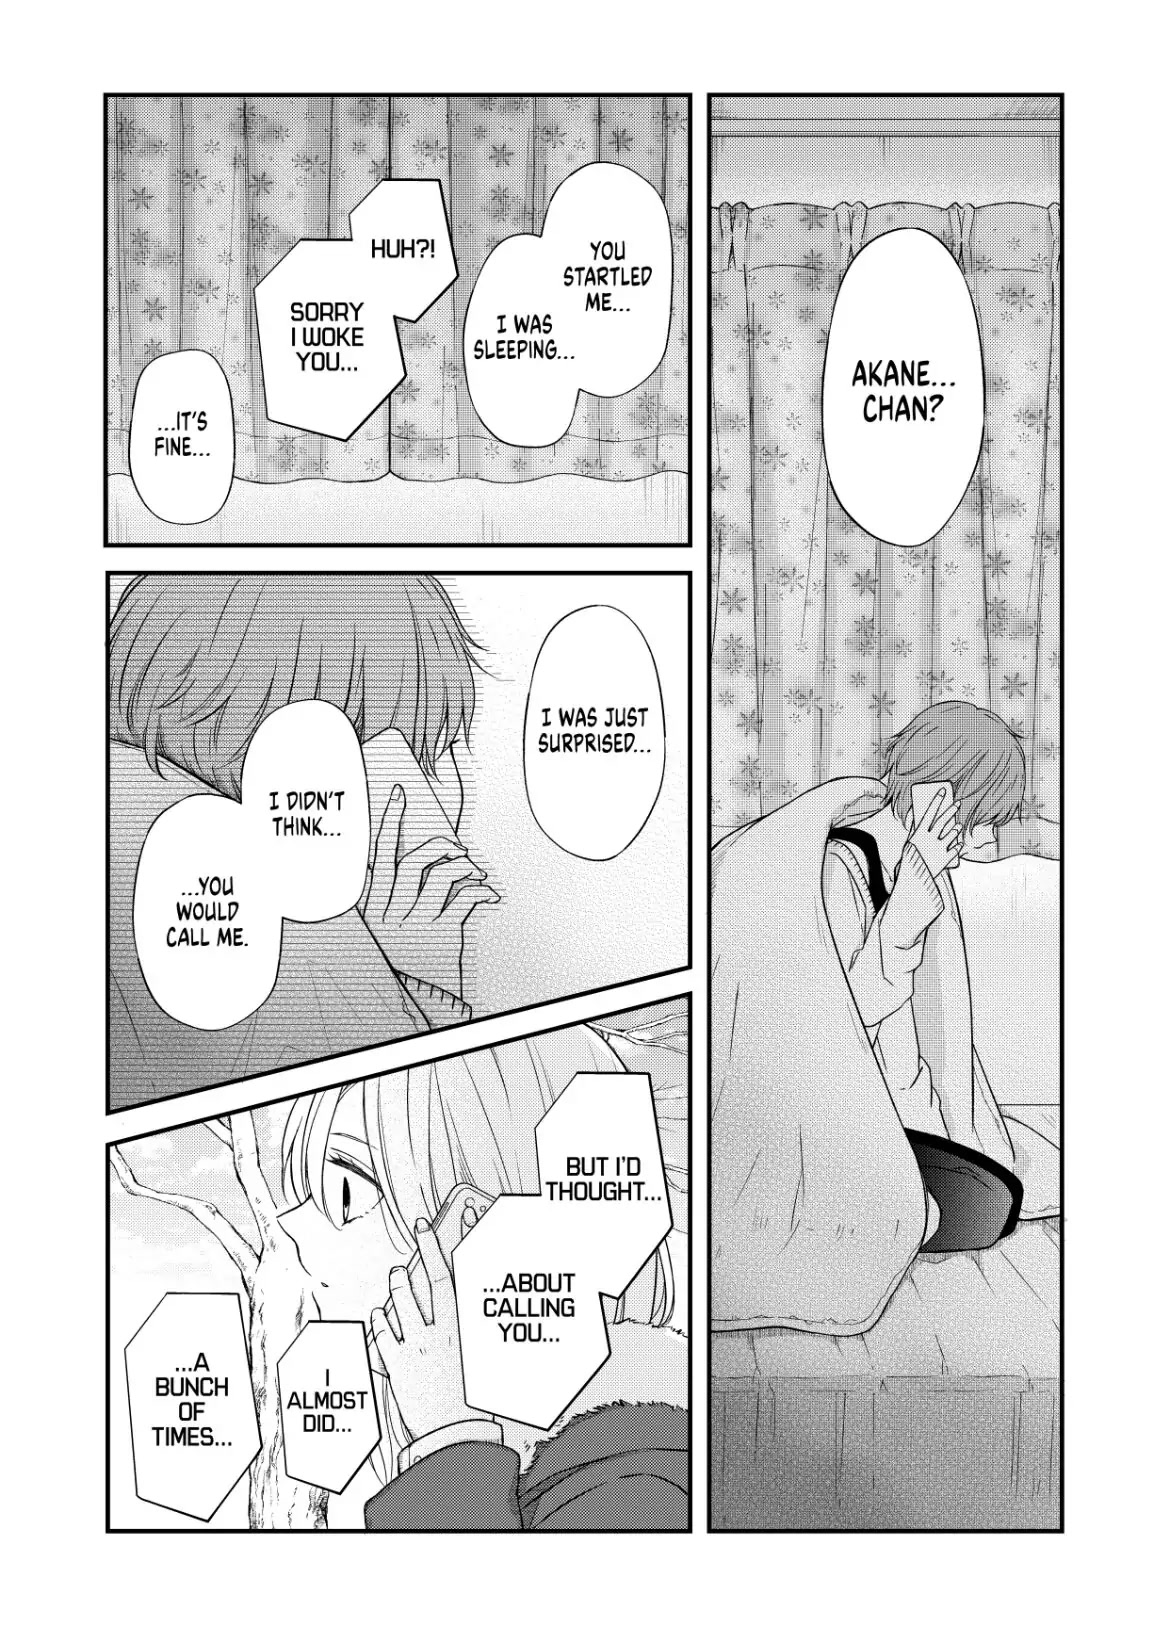 AKANE...
CHAN?
YOU
STARTLED
ME...
I WAS
SLEEPING...
HUH?!
SORRY
I WOKE
YOU...
...IT'S
FINE...
I WAS JUST
SURPRISED...
I DIDN'T
THINK...
...YOU
WOULD
CALL ME.
BUT I'D
THOUGHT...
...ABOUT
CALLING
YOU...
I
ALMOST
DID...
...A
BUNCH
OF
TIMES...